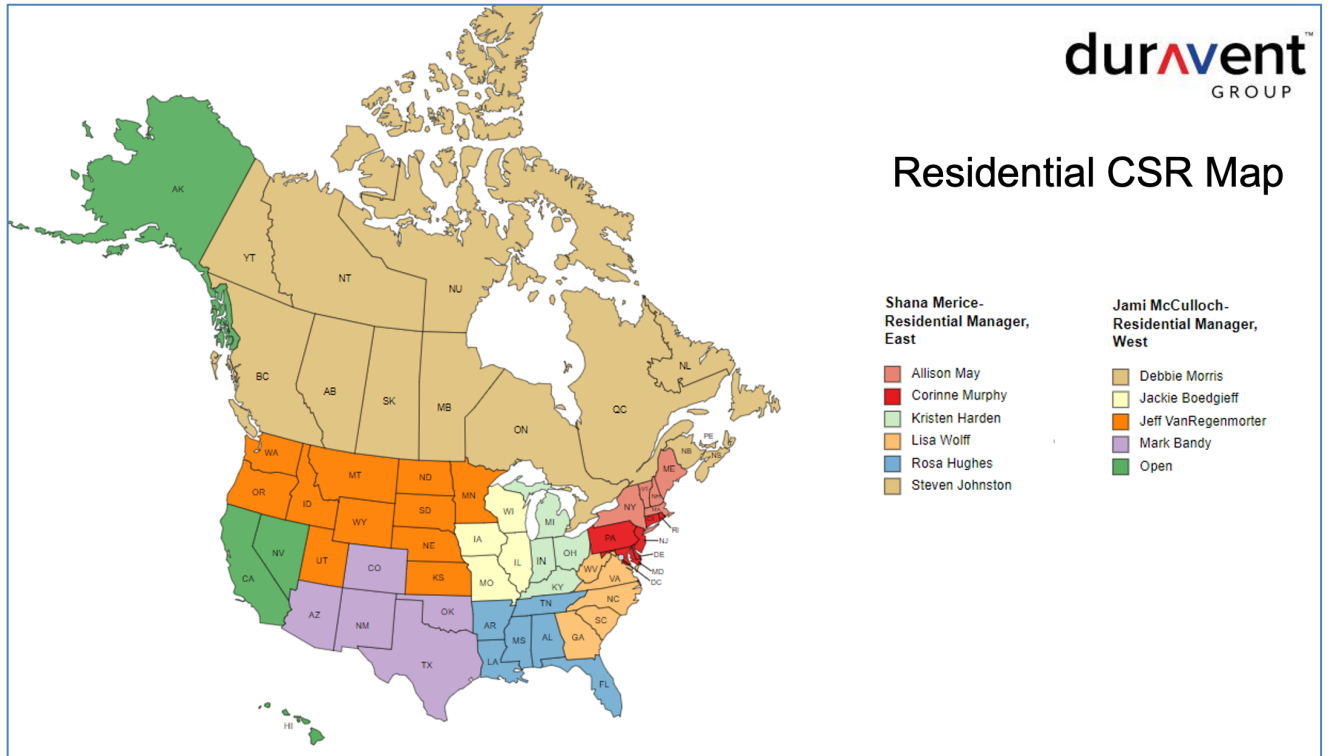 duravent™
GROUP
Residential CSR Map
Shana Merice-
Residential Manager,
East
Allison May
Corinne Murphy
Kristen Harden
Lisa Wolff
Rosa Hughes
Steven Johnston
Jami McCulloch-
Residential Manager,
West
Debbie Morris
Jackie Boedgieff
Jeff VanRegenmorter
Mark Bandy
Open
AK
YT
NT
NU
BC
AB
SK
MB
ON
QC
NL
PE
NB
NS
WA
MT
ND
MN
OR
ID
WY
SD
NE
UT
KS
CA
NV
CO
AZ
NM
OK
TX
WI
IA
IL
MO
MI
IN
OH
KY
ME
VT
NH
NY
MA
CT
RI
PA
NJ
DE
MD
DC
WV
VA
NC
SC
GA
TN
AR
MS
AL
LA
FL
HI